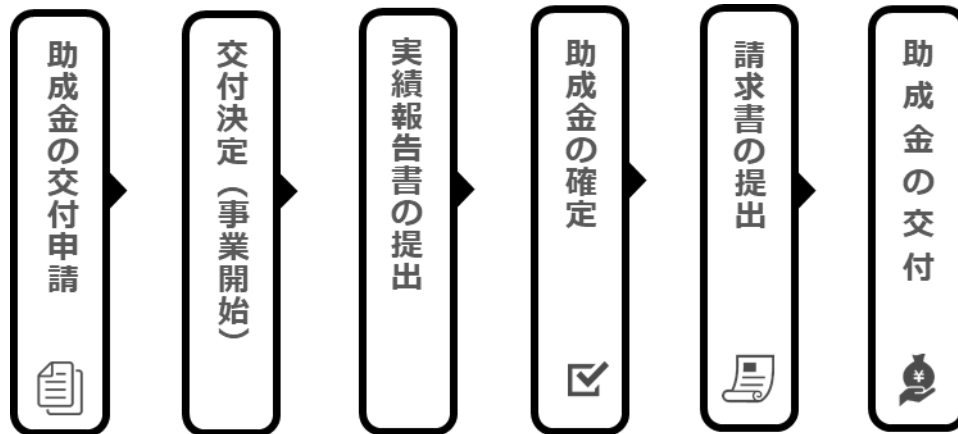 助成金の交付申請
交付決定（事業開始）
実績報告書の提出
助成金の確定
請求書の提出
助成金の交付
¥